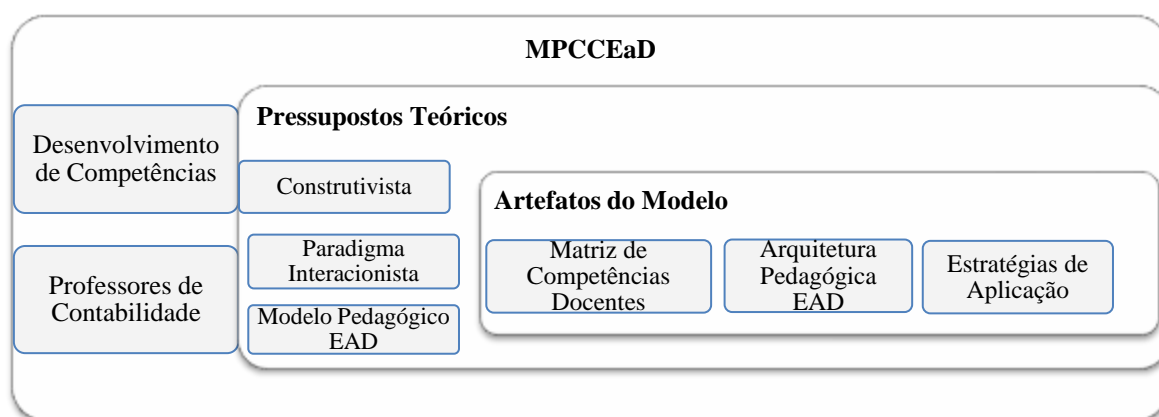 MPCCEaD
Desenvolvimento
de Competências
Professores de
Contabilidade
Pressupostos Teóricos
Construtivista
Paradigma
Interacionista
Modelo Pedagógico
EAD
Artefatos do Modelo
Matriz de
Competências
Docentes
Arquitetura
Pedagógica
EAD
Estratégias de
Aplicação